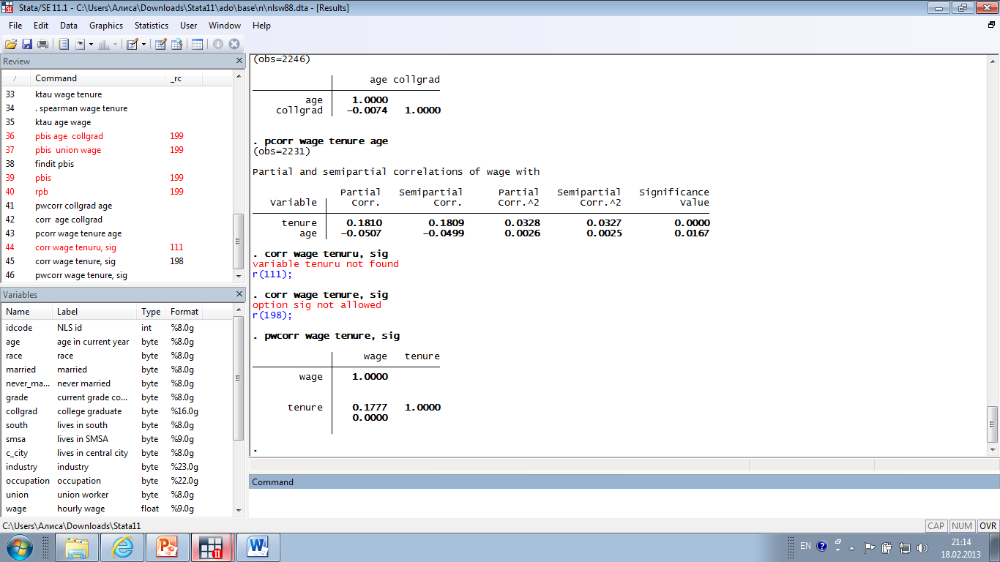 Stata/SE 11.1 - C:\Users\Алиса\Downloads\Stata11\ado\base\n\nlsw88.dta - [Results]
File Edit Data Graphics Statistics User Window Help
Review
Command _rc
33 ktau wage tenure
34 . spearman wage tenure
35 ktau age wage
36 pbis age collgrad 199
37 pbis union wage 199
38 findit pbis
39 pbis 199
40 rpb 199
41 pwcorr collgrad age
42 corr age collgrad
43 pcorr wage tenure age
44 corr wage tenuru, sig 111
45 corr wage tenure, sig 198
46 pwcorr wage tenure, sig
Variables
Name Label Type Format
idcode NLS id int %8.0g
age age in current year byte %8.0g
race race byte %8.0g
married married byte %8.0g
never_ma... never married byte %8.0g
grade current grade co... byte %8.0g
collgrad college graduate byte %16.0g
south lives in south byte %8.0g
smsa lives in SMSA byte %9.0g
c_city lives in central city byte %8.0g
industry industry byte %23.0g
occupation occupation byte %22.0g
union union worker byte %8.0g
wage hourly wage float %9.0g
(obs=2246)
age collgrad
age 1.0000
collgrad -0.0074 1.0000
. pcorr wage tenure age
(obs=2231)
Partial and semipartial correlations of wage with
Partial Semipartial Partial Semipartial Significance
Variable Corr. Corr. Corr.^2 Corr.^2 Value
tenure 0.1810 0.1809 0.0328 0.0327 0.0000
age -0.0507 -0.0499 0.0026 0.0025 0.0167
. corr wage tenuru, sig
variable tenuru not found
r(111);
. corr wage tenure, sig
option sig not allowed
r(198);
. pwcorr wage tenure, sig
wage tenure
wage 1.0000
tenure 0.1777 1.0000
0.0000
.
Command
C:\Users\Алиса\Downloads\Stata11
CAP NUM OVR
11
EN
21:14
18.02.2013